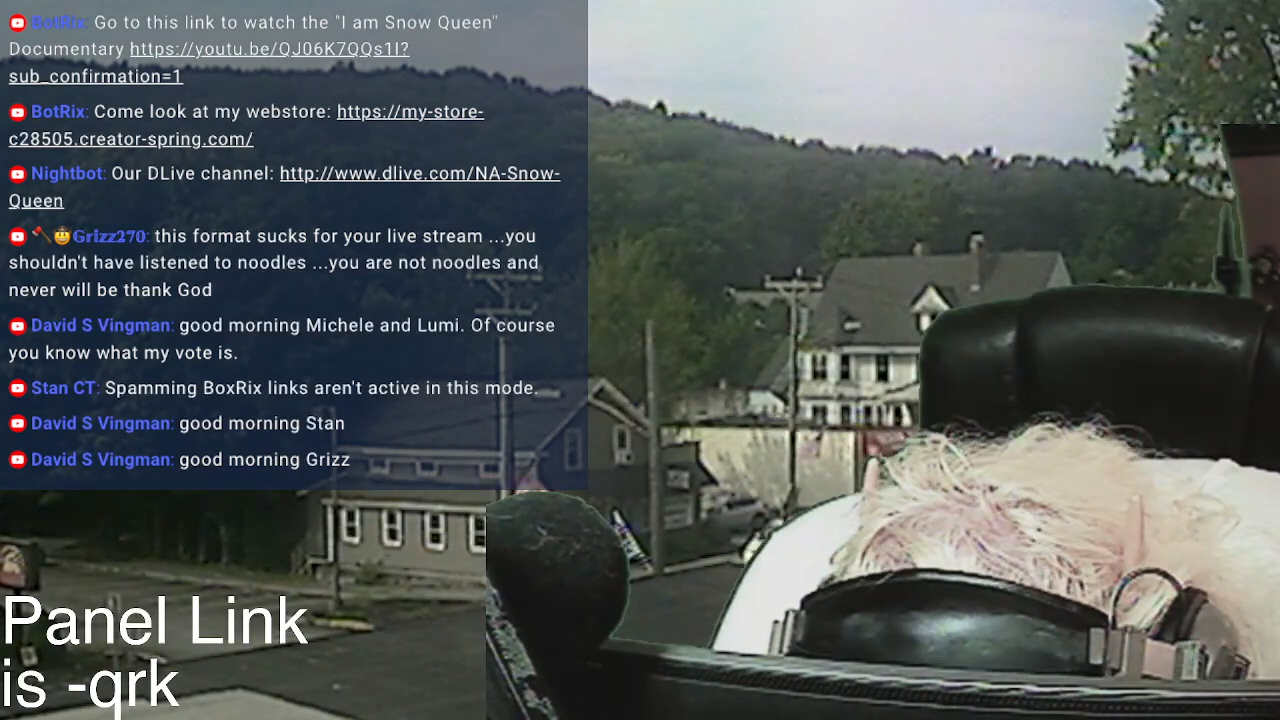 BotRix: Go to this link to watch the "I am Snow Queen"
Documentary https://youtu.be/QJ06K7QQs1I?
sub_confirmation=1
BotRix: Come look at my webstore: https://my-store-
c28505.creator-spring.com/
Nightbot: Our DLive channel: http://www.dlive.com/NA-Snow-
Queen
Grizz270: this format sucks for your live stream ...you
shouldn't have listened to noodles ...you are not noodles and
never will be thank God
David S Vingman: good morning Michele and Lumi. Of course
you know what my vote is.
Stan CT: Spamming BoxRix links aren't active in this mode.
David S Vingman: good morning Stan
David S Vingman: good morning Grizz
Panel Link
is -qrk